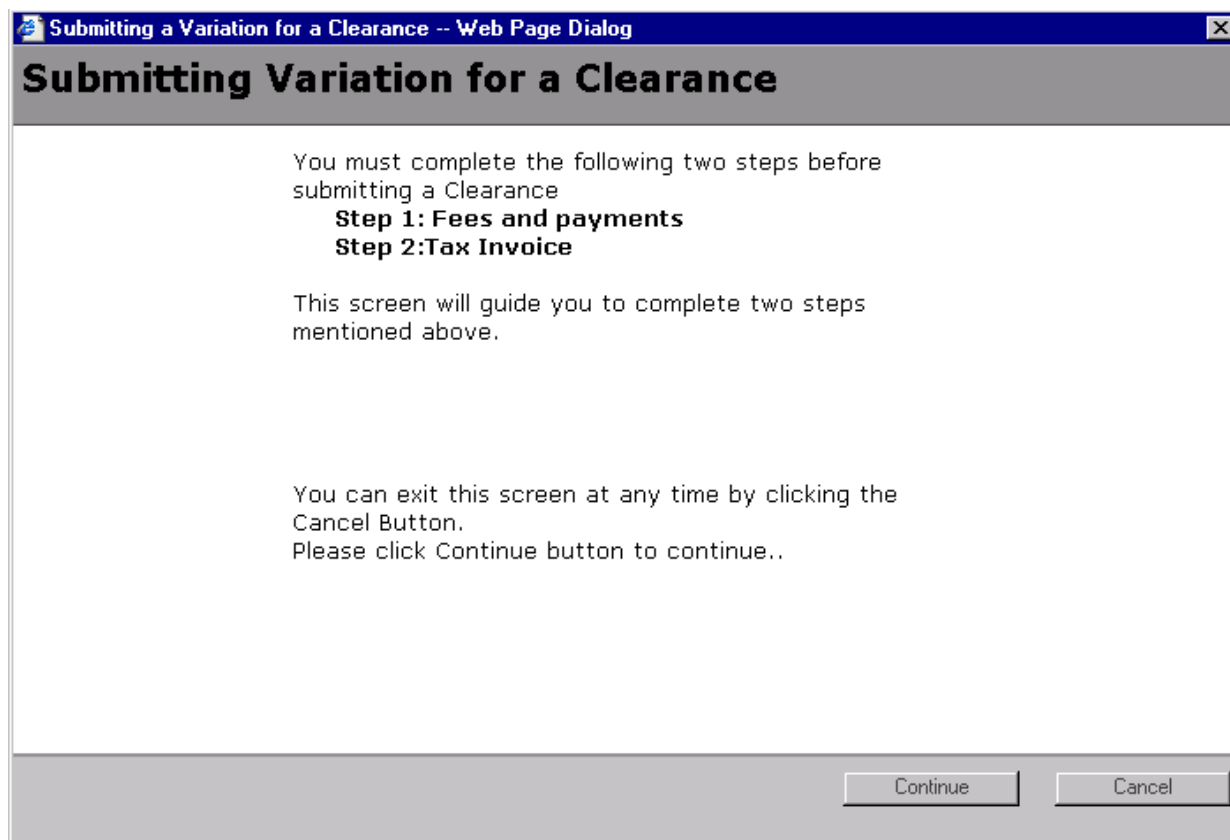 Submitting a Variation for a Clearance -- Web Page Dialog
Submitting Variation for a Clearance
You must complete the following two steps before
submitting a Clearance
Step 1: Fees and payments
Step 2:Tax Invoice
This screen will guide you to complete two steps
mentioned above.
You can exit this screen at any time by clicking the
Cancel Button.
Please click Continue button to continue..
Continue
Cancel